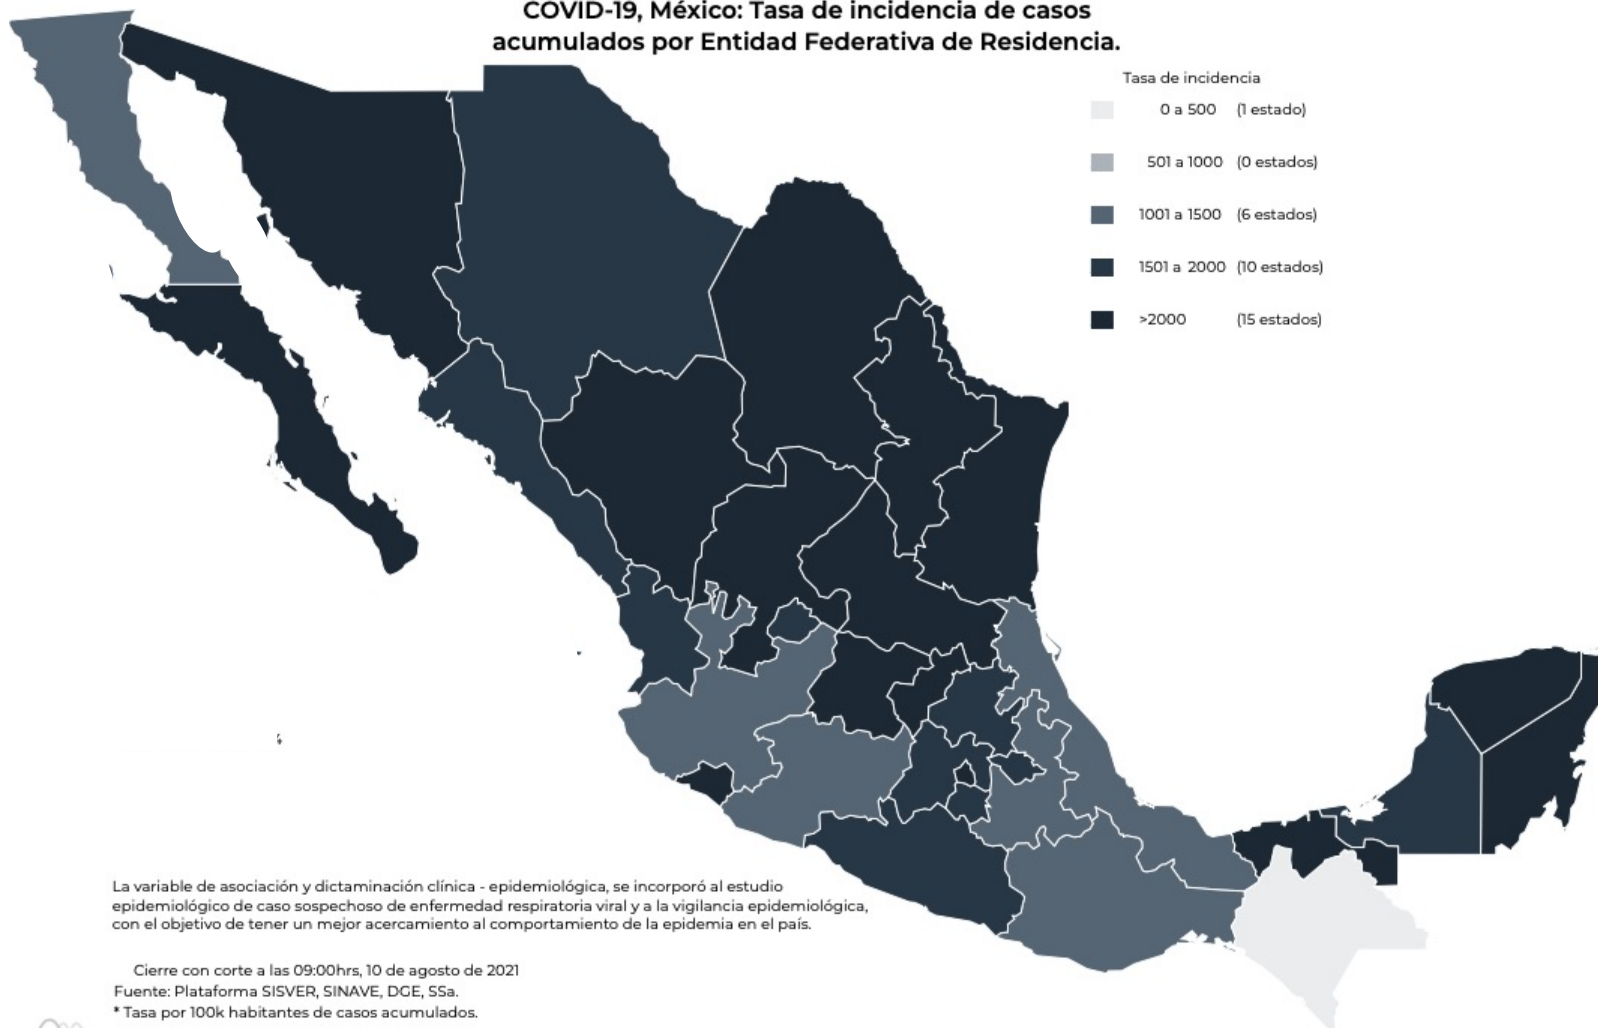 COVID-19, México: Tasa de incidencia de casos
acumulados por Entidad Federativa de Residencia.
Tasa de incidencia
0 a 500 (1 estado)
501 a 1000 (0 estados)
1001 a 1500 (6 estados)
1501 a 2000 (10 estados)
>2000 (15 estados)
La variable de asociación y dictaminación clínica - epidemiológica, se incorporó al estudio
epidemiológico de caso sospechoso de enfermedad respiratoria viral y a la vigilancia epidemiológica,
con el objetivo de tener un mejor acercamiento al comportamiento de la epidemia en el país.
Cierre con corte a las 09:00hrs, 10 de agosto de 2021
Fuente: Plataforma SISVER, SINAVE, DGE, SSa.
* Tasa por 100k habitantes de casos acumulados.